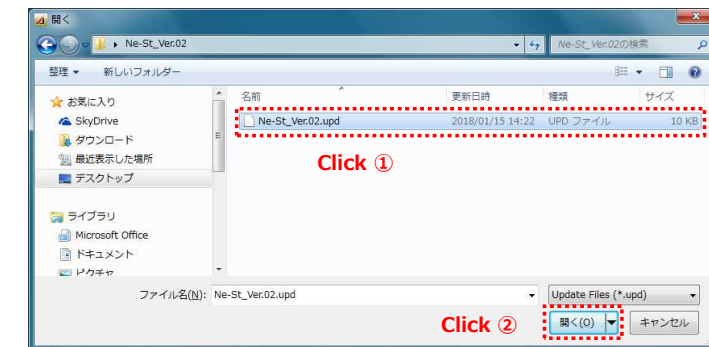 開く
Ne-St_Ver.02
Ne-St_Ver.02の検索
整理 新しいフォルダー
お気に入り
SkyDrive
ダウンロード
最近表示した場所
デスクトップ
ライブラリ
Microsoft Office
ドキュメント
ピクチャ
名前 更新日時 種類 サイズ
Ne-St_Ver.02.upd 2018/01/15 14:22 UPD ファイル 10 KB
Click ①
ファイル名(N): Ne-St_Ver.02.upd Update Files (*.upd)
Click ② 開く(O) キャンセル